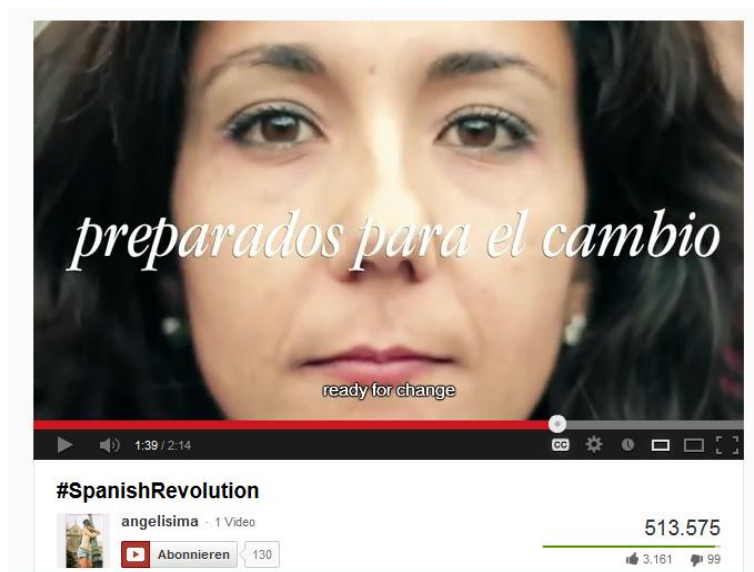 preparados para el cambio
ready for change
1:39 / 2:14
CC
#SpanishRevolution
angelisima · 1 Video
513.575
Abonnieren 130
3.161 99